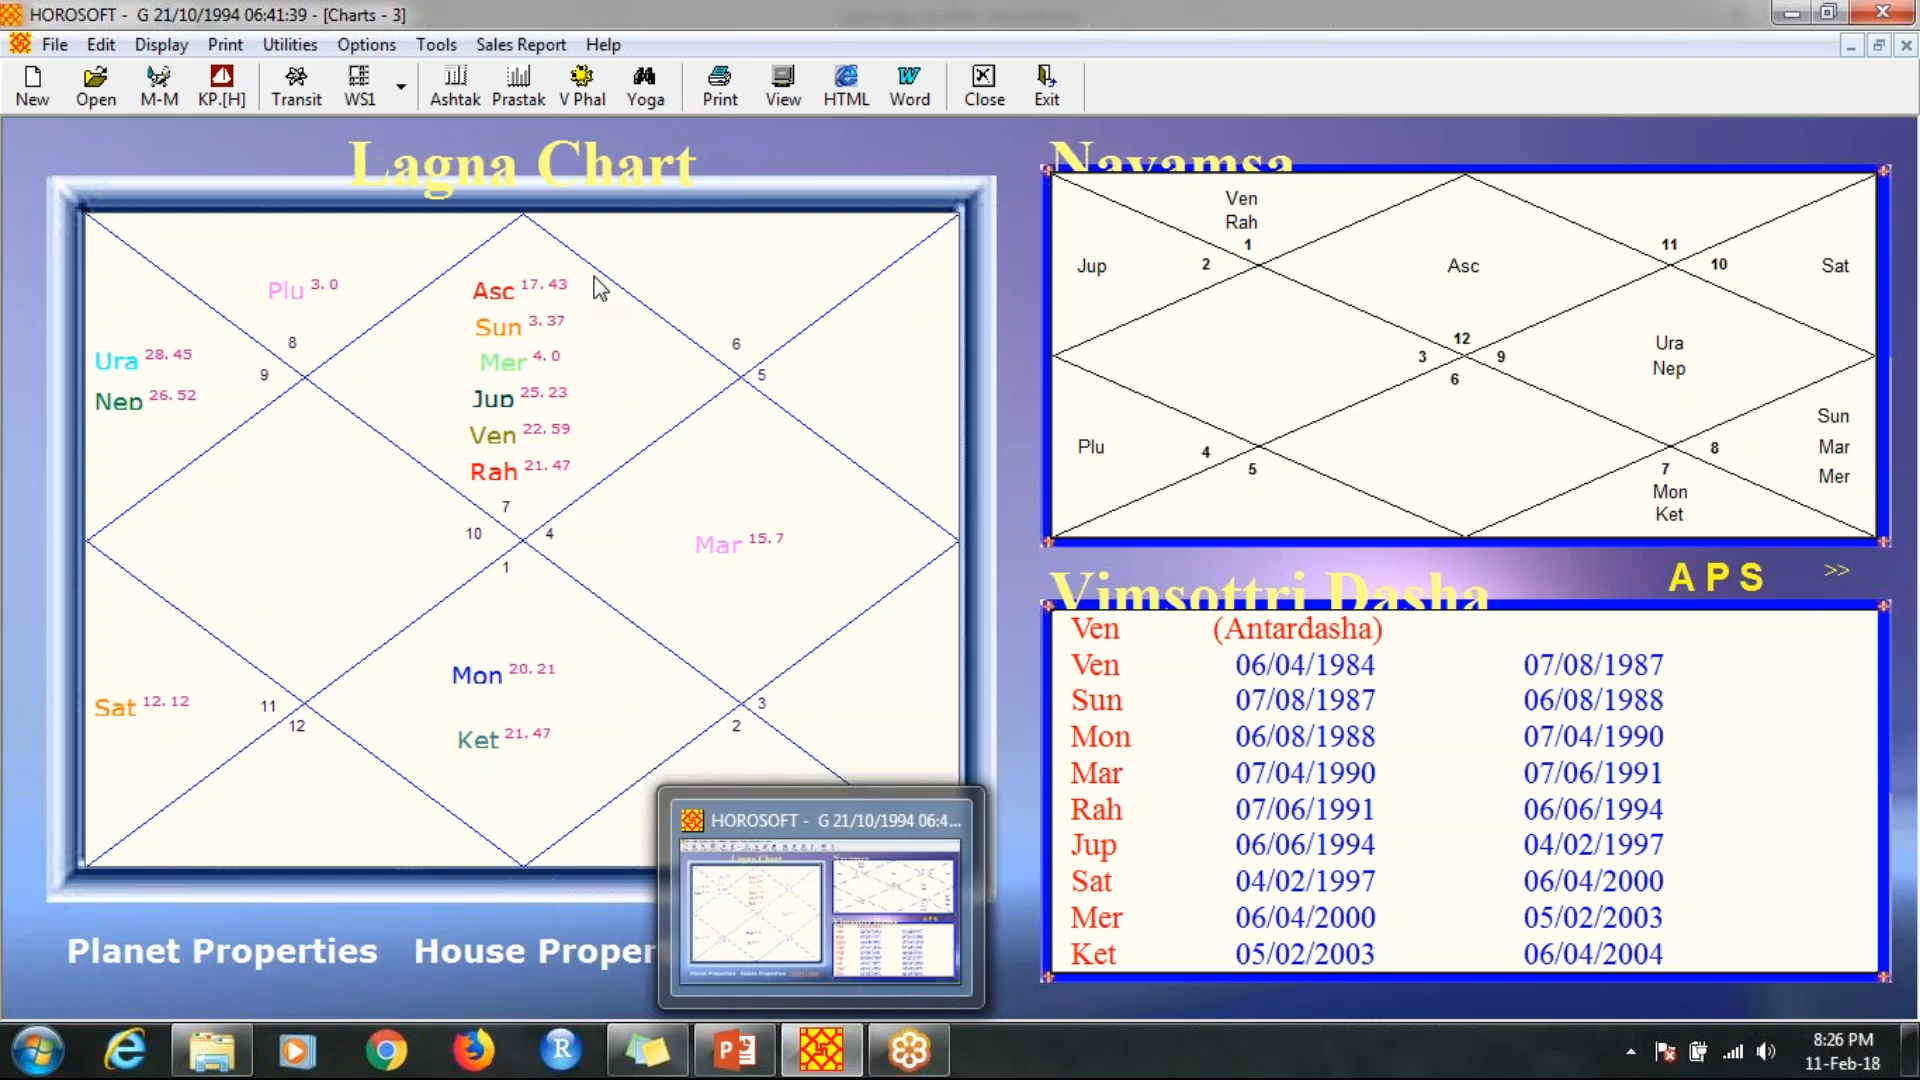 HOROSOFT - G 21/10/1994 06:41:39 - [Charts - 3]
File Edit Display Print Utilities Options Tools Sales Report Help
New Open M-M KP.[H] Transit WS1 Ashtak Prastak V Phal Yoga Print View HTML Word Close Exit
Lagna Chart
Plu 3. 0
Asc 17. 43
Sun 3. 37
Mer 4. 0
Jup 25. 23
Ven 22. 59
Rah 21. 47
8
6
Ura 28. 45
9
5
Nep 26. 52
7
10
4
1
Mar 15. 7
Mon 20. 21
Sat 12. 12
11
3
12
2
Ket 21. 47
Planet Properties House Proper
HOROSOFT - G 21/10/1994 06:4...
Navamsa
Ven
Rah
1
11
Jup
2
Asc
10
Sat
12
3
9
6
Ura
Nep
Sun
Plu
4
8
Mar
5
7
Mer
Mon
Ket
Vimsottri Dasha
A P S
>>
Ven (Antardasha)
Ven 06/04/1984 07/08/1987
Sun 07/08/1987 06/08/1988
Mon 06/08/1988 07/04/1990
Mar 07/04/1990 07/06/1991
Rah 07/06/1991 06/06/1994
Jup 06/06/1994 04/02/1997
Sat 04/02/1997 06/04/2000
Mer 06/04/2000 05/02/2003
Ket 05/02/2003 06/04/2004
8:26 PM
11-Feb-18